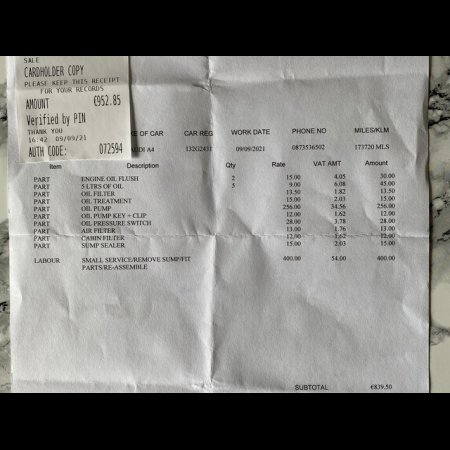 SALE
CARDHOLDER COPY
PLEASE KEEP THIS RECEIPT
FOR YOUR RECORDS
AMOUNT €952.85
Verified by PIN
THANK YOU
16:42 09/09/21
AUTH CODE: 072594
KE OF CAR CAR REG WORK DATE PHONE NO MILES/KLM
AUDI A4 132G2431 09/09/2021 0873536502 173720 MLS
Item Description Qty Rate VAT AMT Amount
PART ENGINE OIL FLUSH 2 15.00 4.05 30.00
PART 5 LTRS OF OIL 5 9.00 6.08 45.00
PART OIL FILTER 13.50 1.82 13.50
PART OIL TREATMENT 15.00 2.03 15.00
PART OIL PUMP 256.00 34.56 256.00
PART OIL PUMP KEY + CLIP 12.00 1.62 12.00
PART OIL PRESSURE SWITCH 28.00 3.78 28.00
PART AIR FILTER 13.00 1.76 13.00
PART CABIN FILTER 12.00 1.62 12.00
PART SUMP SEALER 15.00 2.03 15.00
LABOUR SMALL SERVICE/REMOVE SUMP/FIT 400.00 54.00 400.00
PARTS/RE-ASSEMBLE
SUBTOTAL €839.50